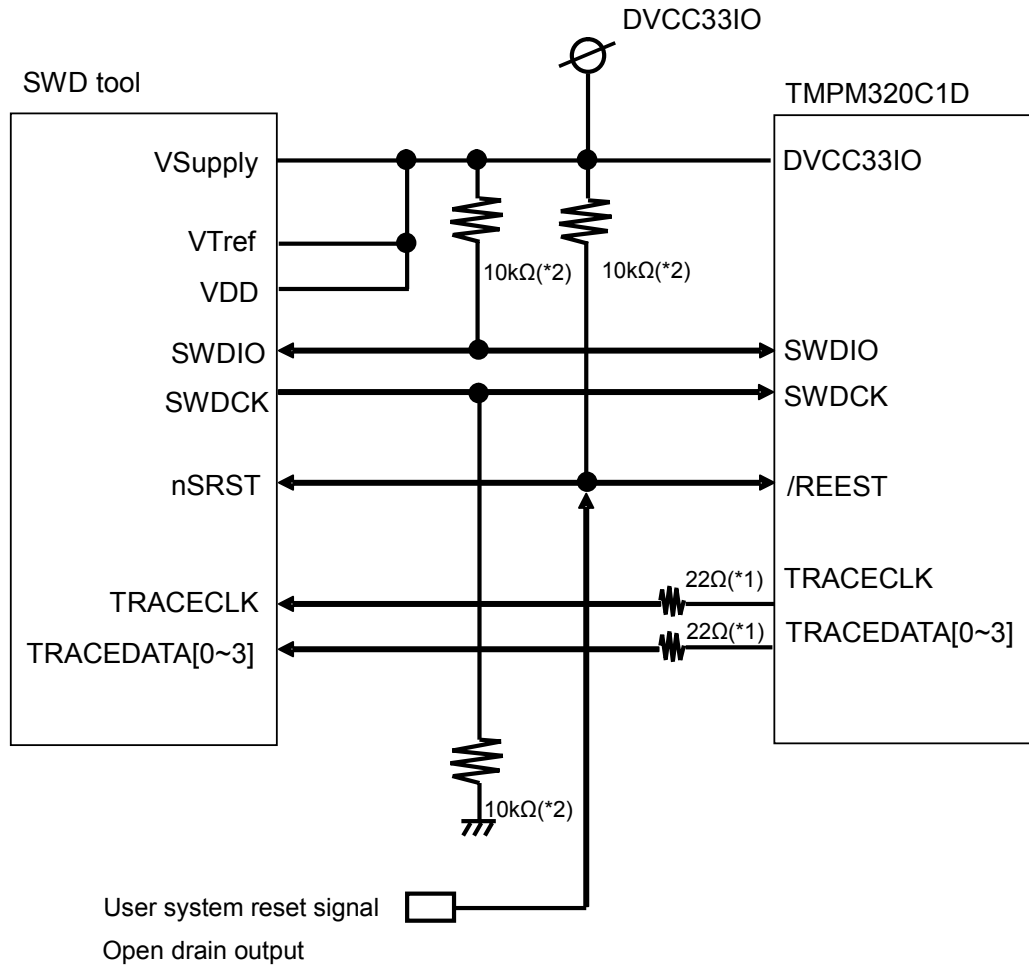 DVCC33IO
SWD tool
TMPM320C1D
VSupply
DVCC33IO
VTref
10kΩ(*2)
10kΩ(*2)
VDD
SWDIO
SWDIO
SWDCK
SWDCK
nSRST
/REEST
22Ω(*1)
TRACECLK
TRACECLK
22Ω(*1)
TRACEDATA[0~3]
TRACEDATA[0~3]
10kΩ(*2)
User system reset signal
Open drain output